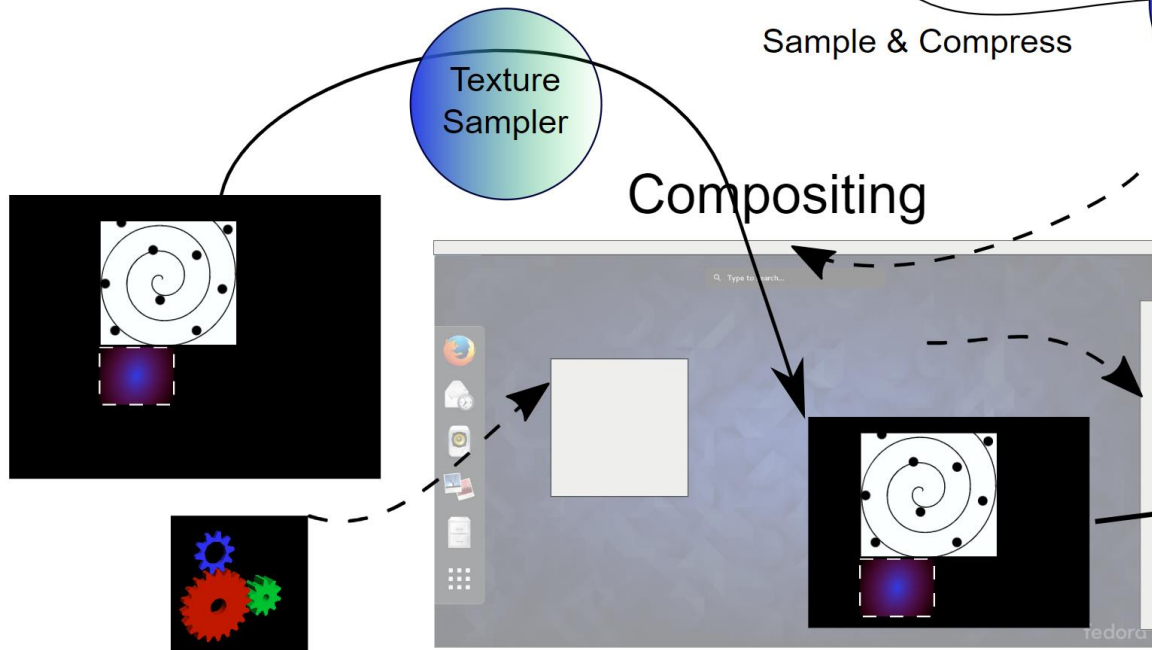 Sample & Compress
Texture
Sampler
Compositing
Type to search...
fedora